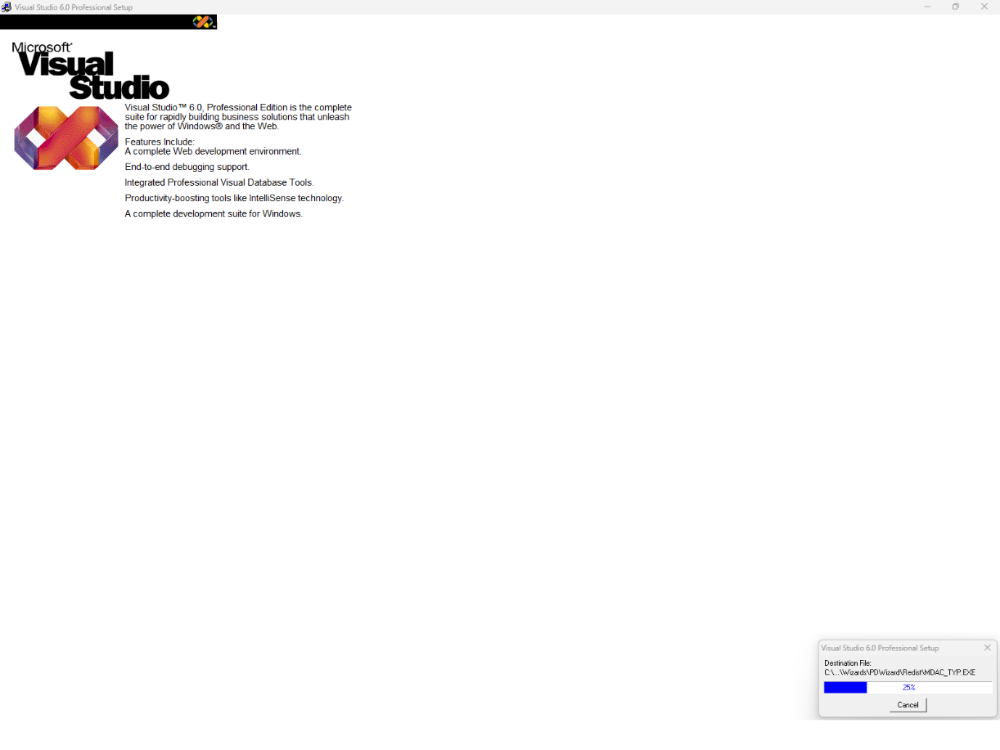 Visual Studio 6.0 Professional Setup
Microsoft®
Visual
Studio
Visual Studio™ 6.0, Professional Edition is the complete
suite for rapidly building business solutions that unleash
the power of Windows® and the Web.
Features Include:
A complete Web development environment.
End-to-end debugging support.
Integrated Professional Visual Database Tools.
Productivity-boosting tools like IntelliSense technology.
A complete development suite for Windows.
Visual Studio 6.0 Professional Setup
Destination File:
C:\...\Wizards\PDWizard\Redist\MDAC_TYP.EXE
25%
Cancel